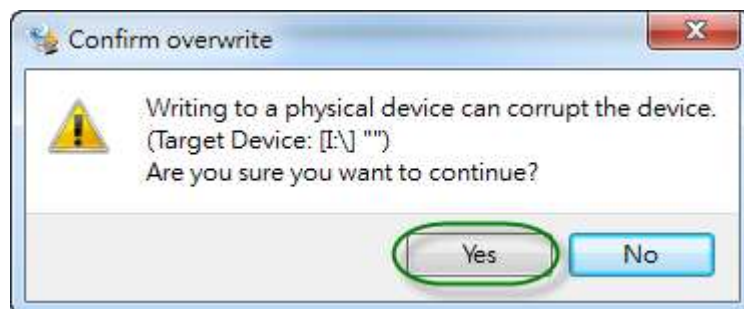 Confirm overwrite
Writing to a physical device can corrupt the device.
(Target Device: [I:\] "")
Are you sure you want to continue?
Yes
No